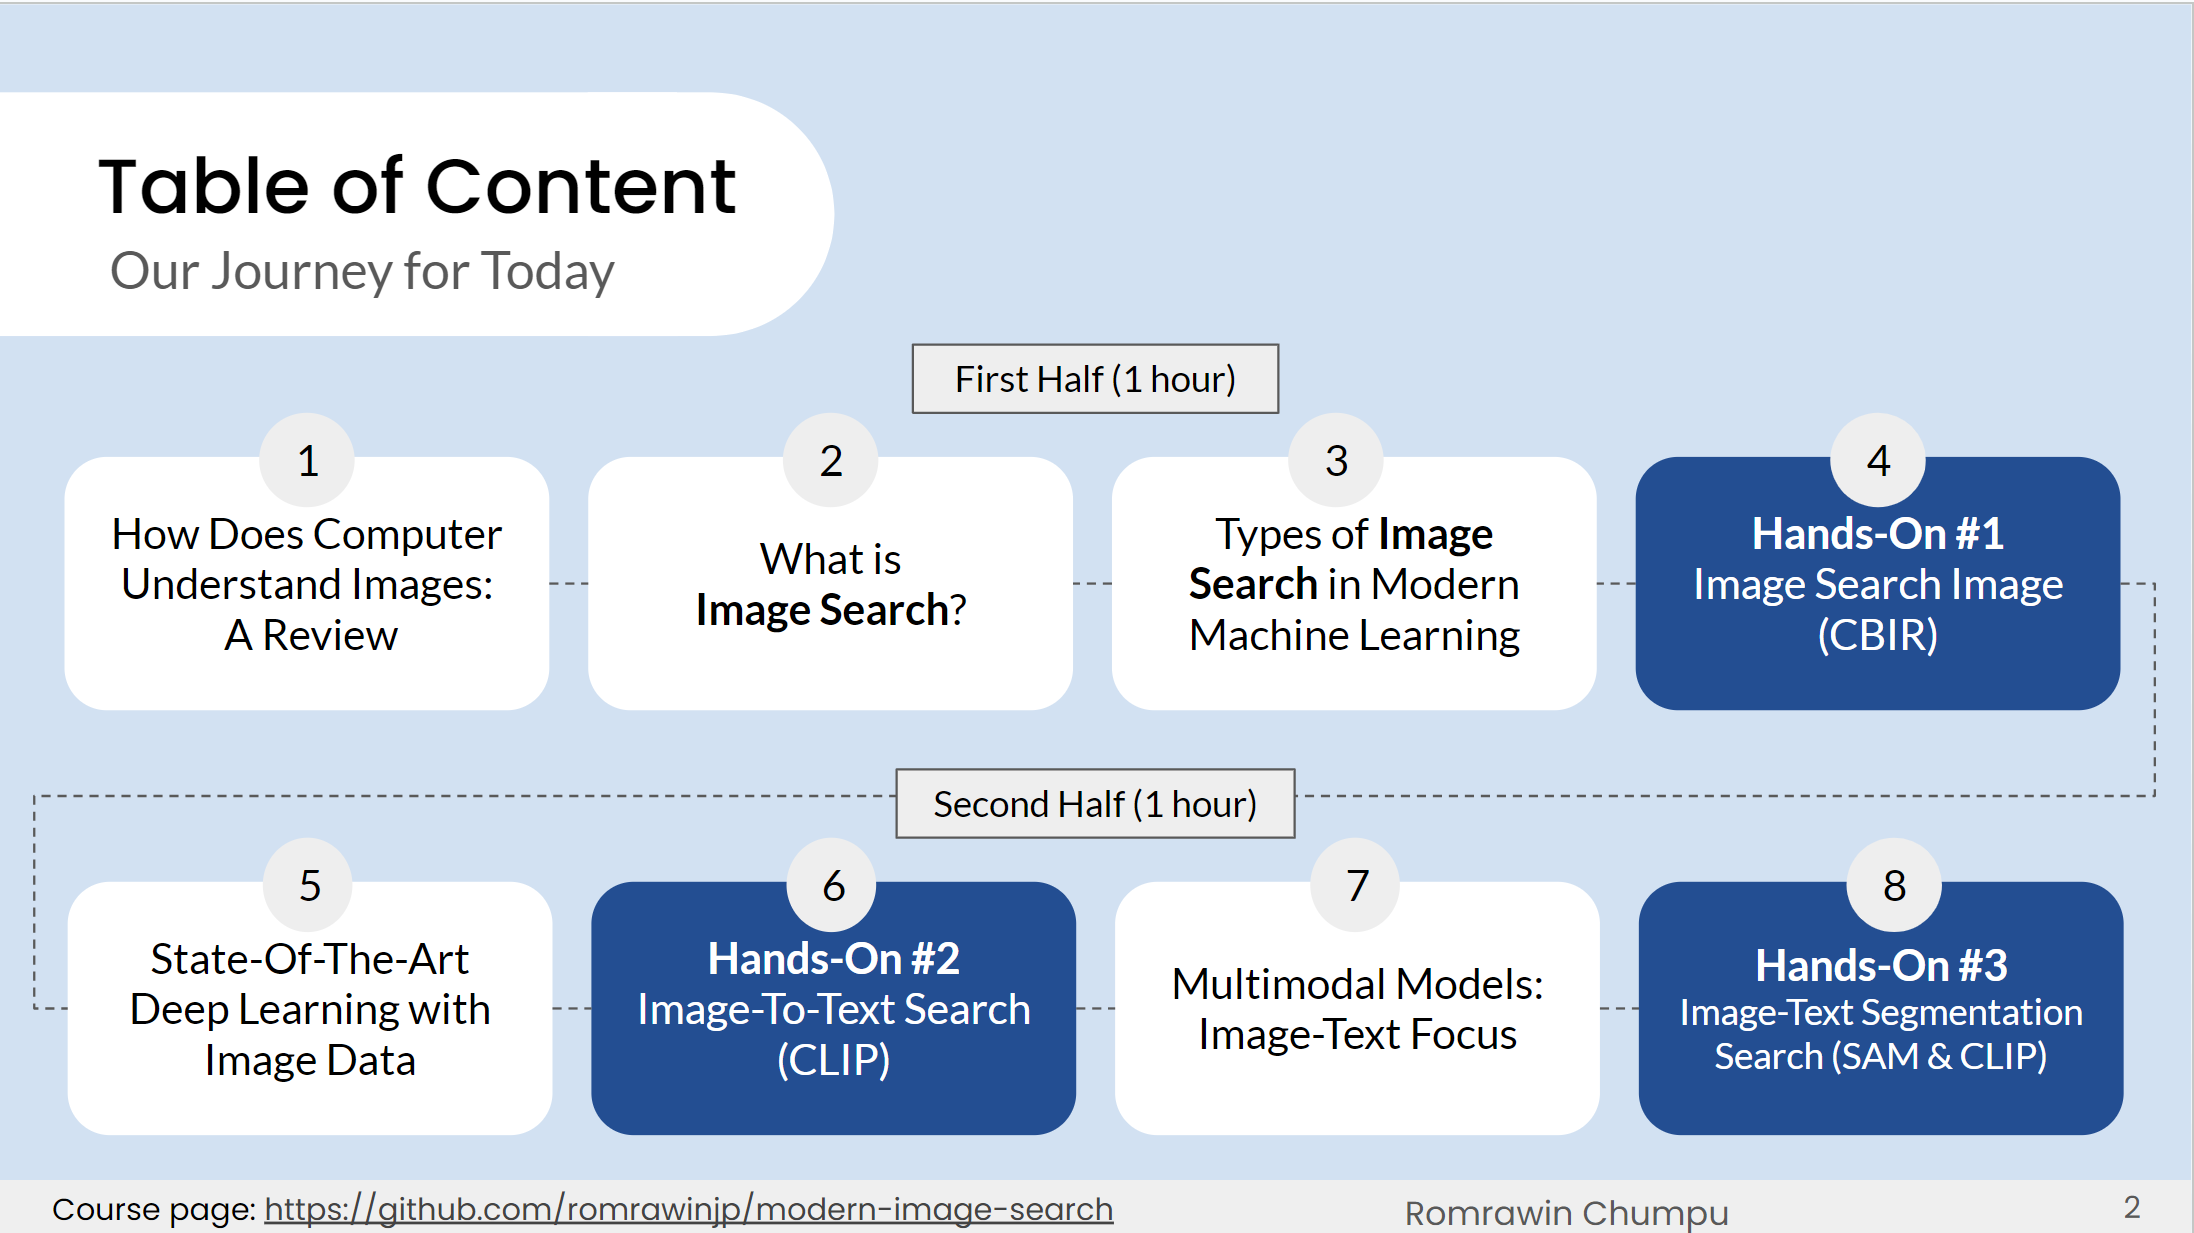 Table of Content
Our Journey for Today
First Half (1 hour)
1
How Does Computer
Understand Images:
A Review
2
What is
Image Search?
3
Types of Image
Search in Modern
Machine Learning
4
Hands-On #1
Image Search Image
(CBIR)
Second Half (1 hour)
5
State-Of-The-Art
Deep Learning with
Image Data
6
Hands-On #2
Image-To-Text Search
(CLIP)
7
Multimodal Models:
Image-Text Focus
8
Hands-On #3
Image-Text Segmentation
Search (SAM & CLIP)
Course page: https://github.com/romrawinjp/modern-image-search
Romrawin Chumpu
2